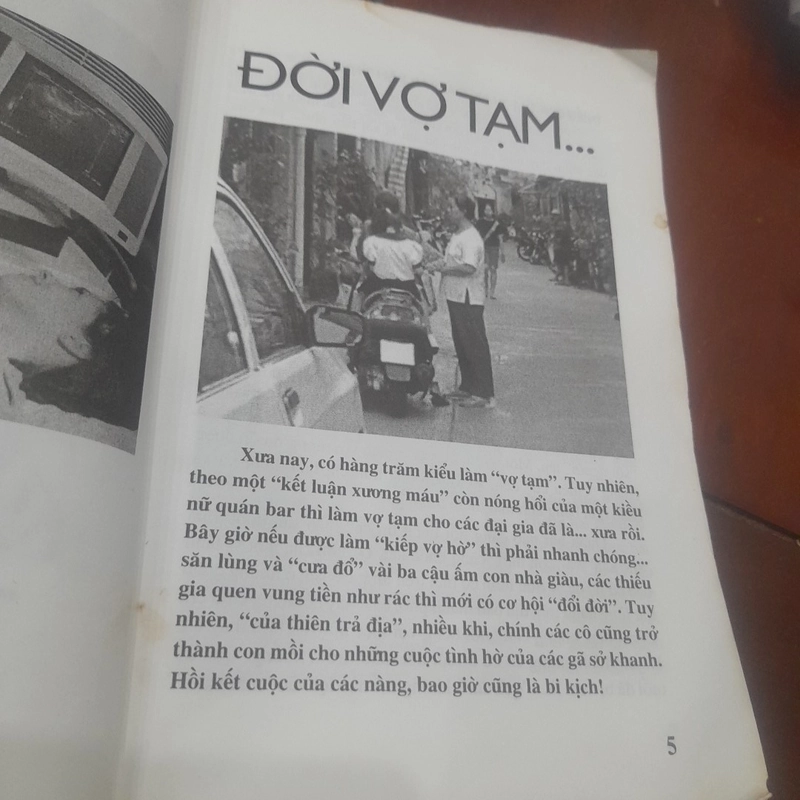 ĐỜI VỢ TẠM...
Xưa nay, có hàng trăm kiểu làm “vợ tạm”. Tuy nhiên,
theo một “kết luận xương máu” còn nóng hổi của một kiều
nữ quán bar thì làm vợ tạm cho các đại gia đã là... xưa rồi.
Bây giờ nếu được làm “kiếp vợ hờ” thì phải nhanh chóng...
săn lùng và “cưa đổ” vài ba cậu ấm con nhà giàu, các thiếu
gia quen vung tiền như rác thì mới có cơ hội “đổi đời”. Tuy
nhiên, “của thiên trả địa”, nhiều khi, chính các cô cũng trở
thành con mồi cho những cuộc tình hờ của các gã sở khanh.
Hồi kết cuộc của các nàng, bao giờ cũng là bi kịch!
5